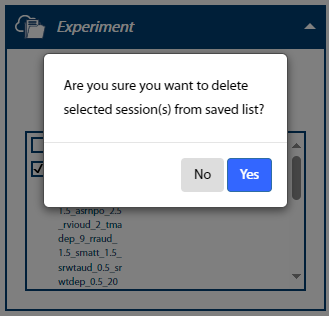 Experiment
Are you sure you want to delete
selected session(s) from saved list?
No
Yes
1.5_asrnpo_2.5
_rvioud_2_tma
dep_9_rraud_
1.5_smatt_1.5_
srwtaud_0.5_sr
wtdep_0.5_20